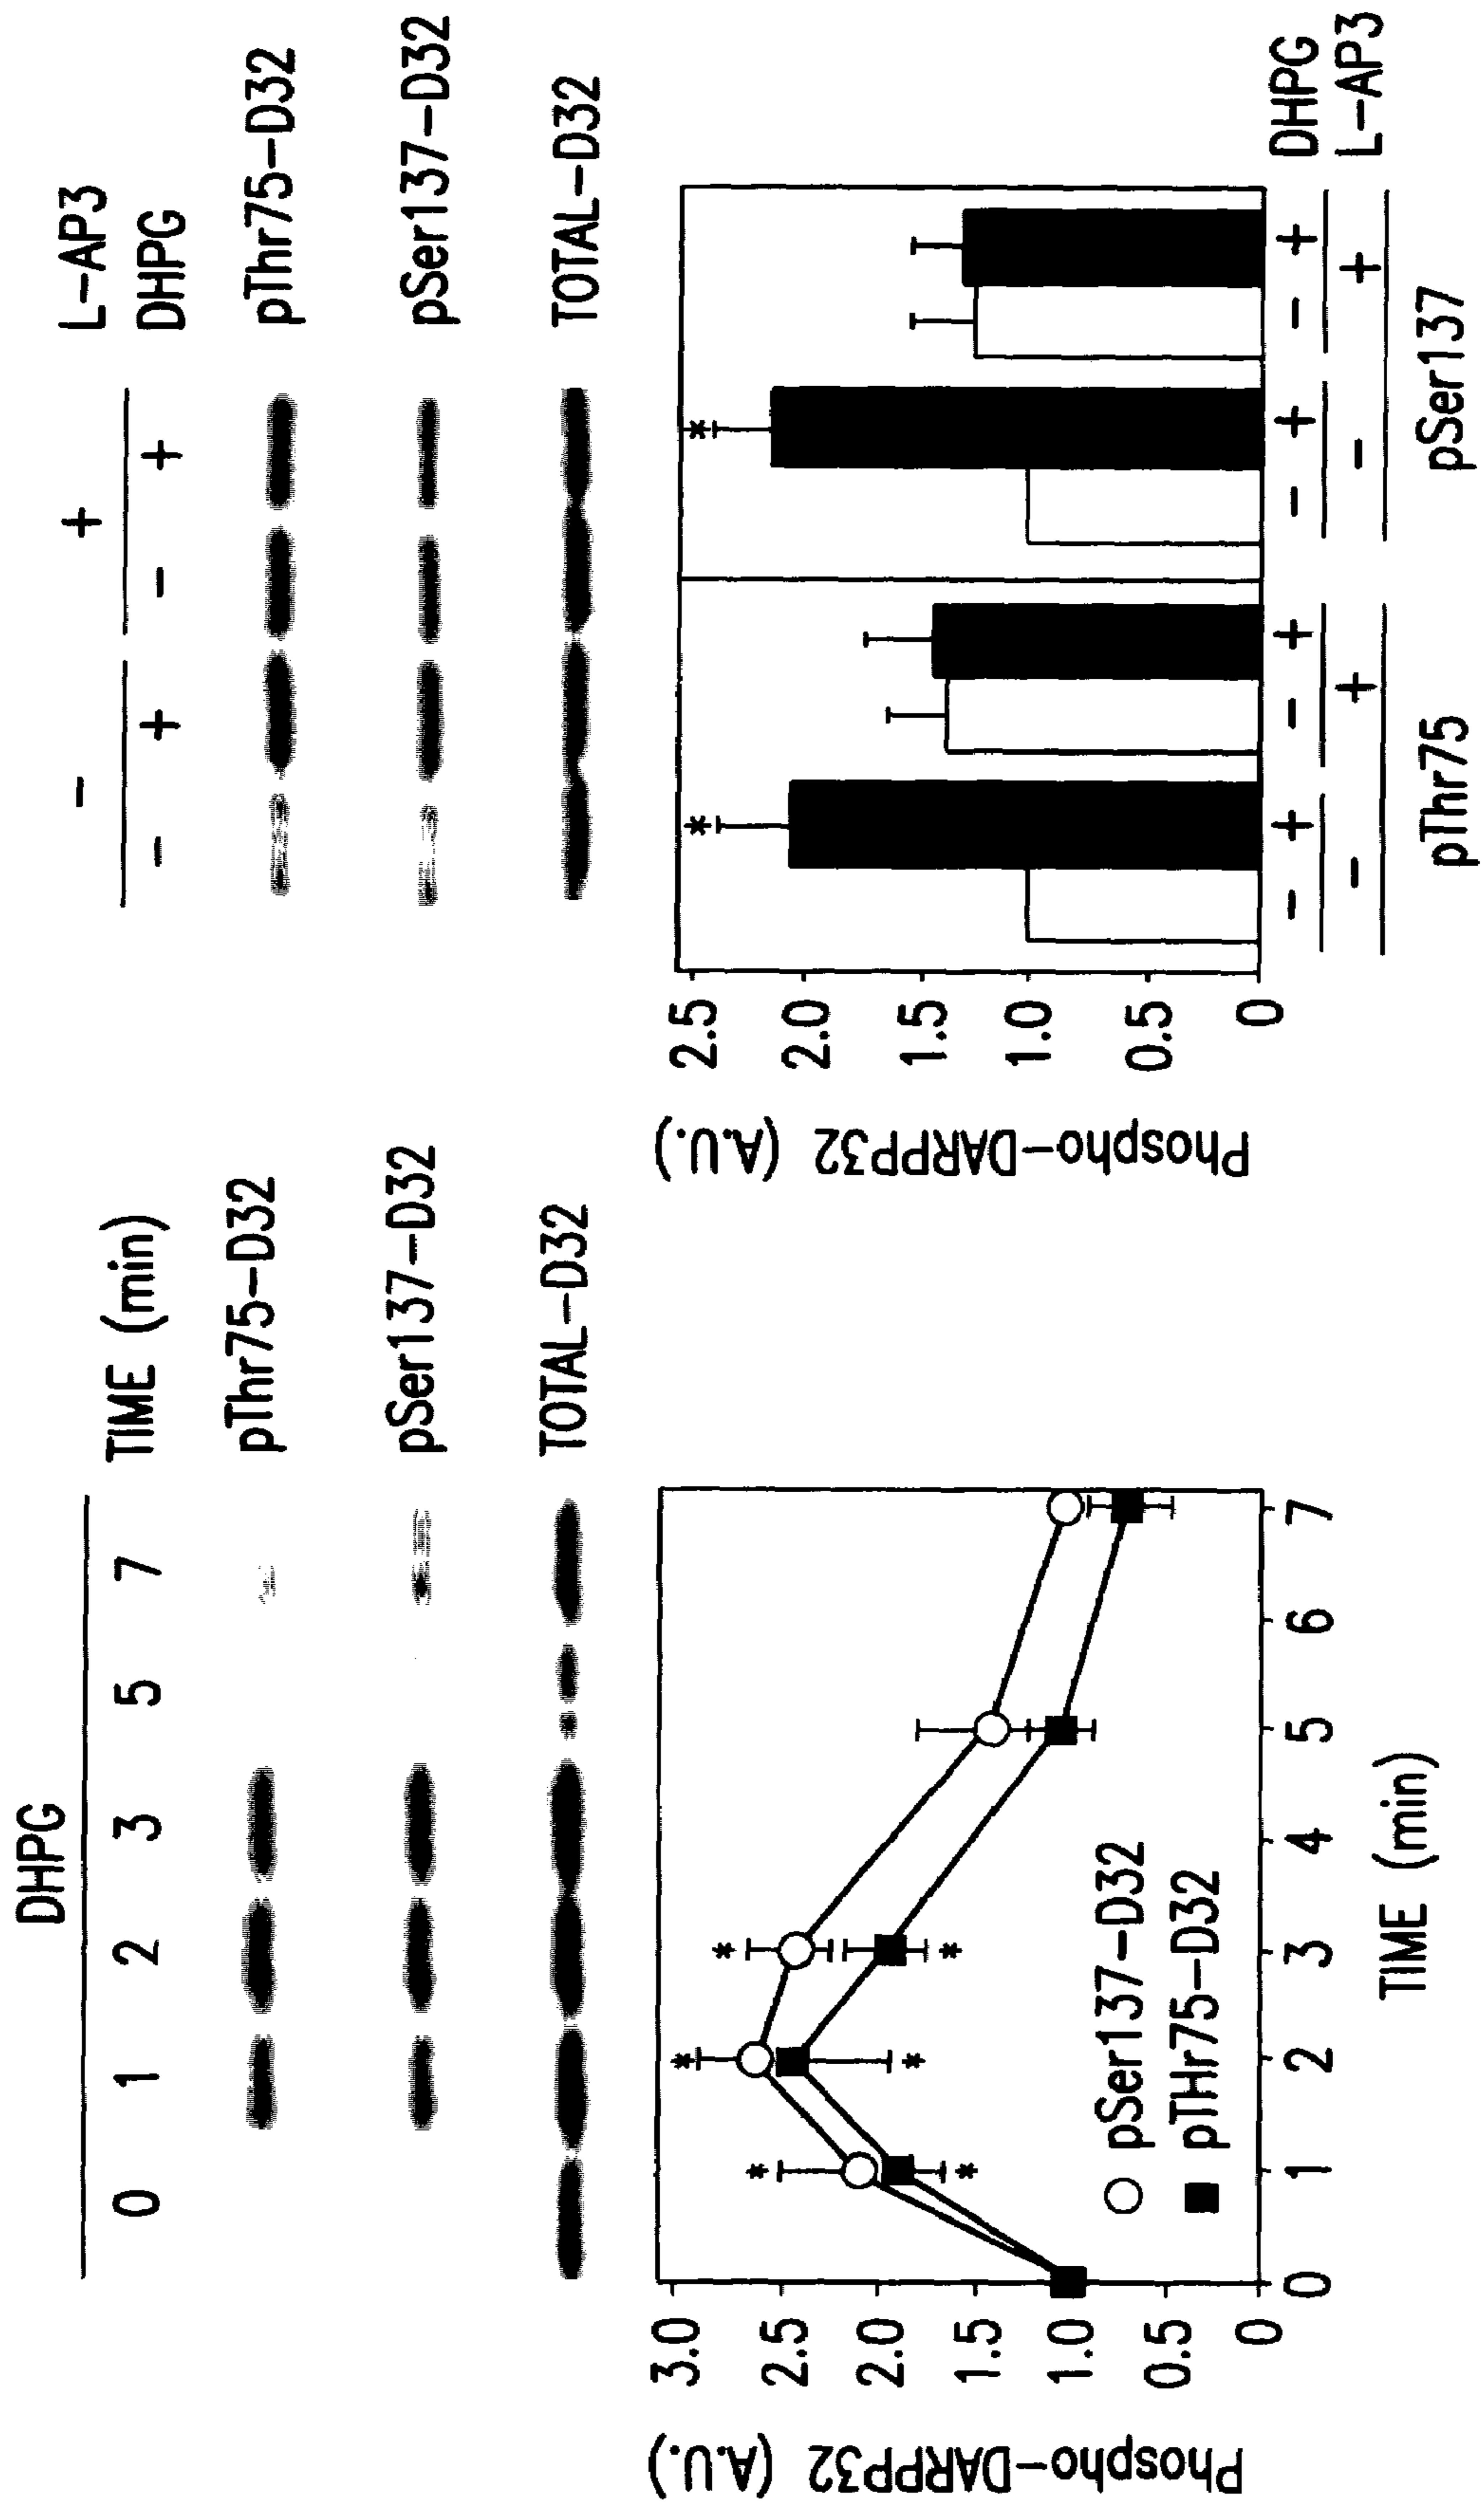 DHPG
0 1 2 3 5 7 TIME (min)
pThr75-D32
pSer137-D32
TOTAL-D32
Phospho-DARPP32 (A.U.)
3.0
2.5
2.0
1.5
1.0
0.5
0
* * *
* * *
pSer137-D32
pTHr75-D32
0 1 2 3 4 5 6 7
TIME (min)
- + L-AP3
- + - + DHPG
pThr75-D32
pSer137-D32
TOTAL-D32
Phospho-DARPP32 (A.U.)
2.5
2.0
1.5
1.0
0.5
0
* *
- + - + - + - + DHPG
- + - + L-AP3
pThr75 pSer137